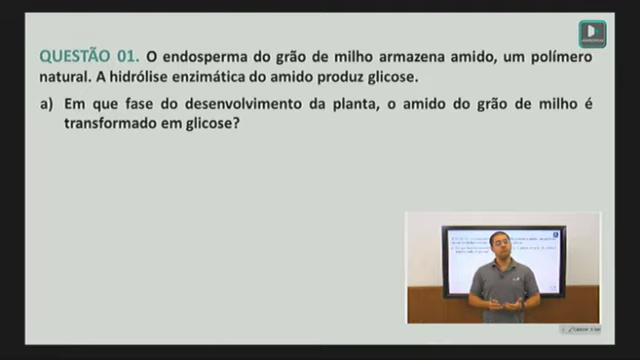 QUESTÃO 01. O endosperma do grão de milho armazena amido, um polímero
natural. A hidrólise enzimática do amido produz glicose.
a) Em que fase do desenvolvimento da planta, o amido do grão de milho é
transformado em glicose?